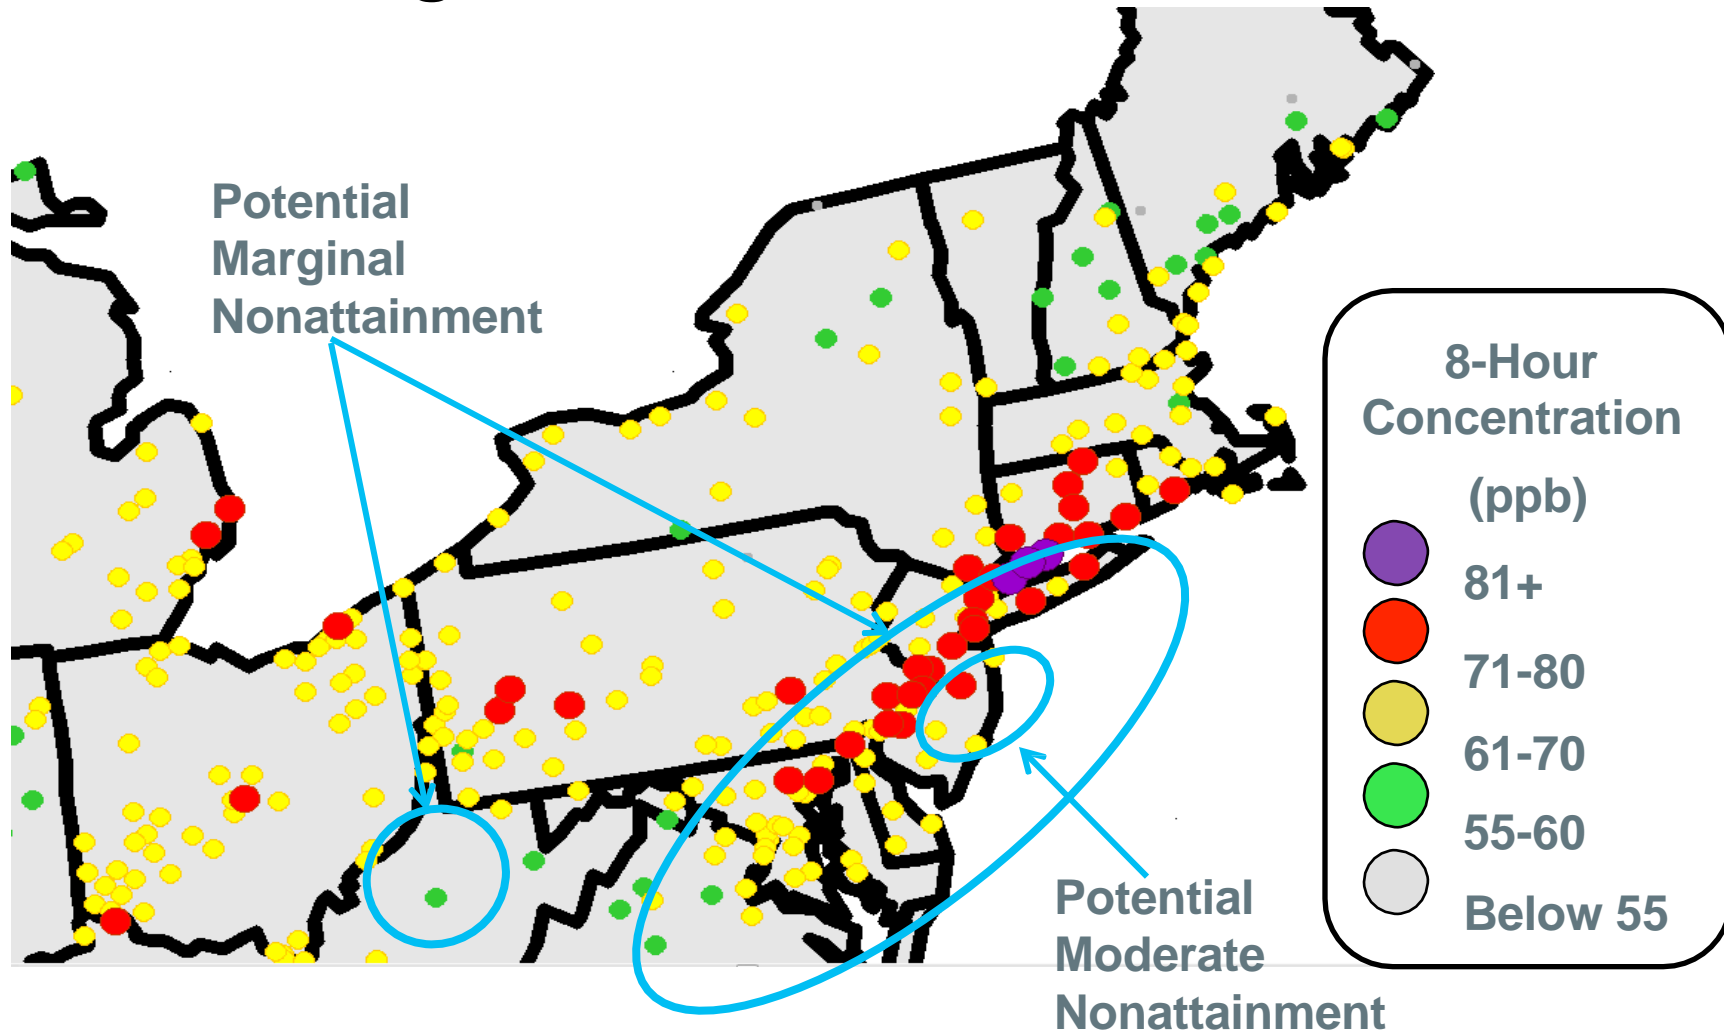 Potential
Marginal
Nonattainment
8-Hour
Concentration
(ppb)
81+
71-80
61-70
55-60
Below 55
Potential
Moderate
Nonattainment